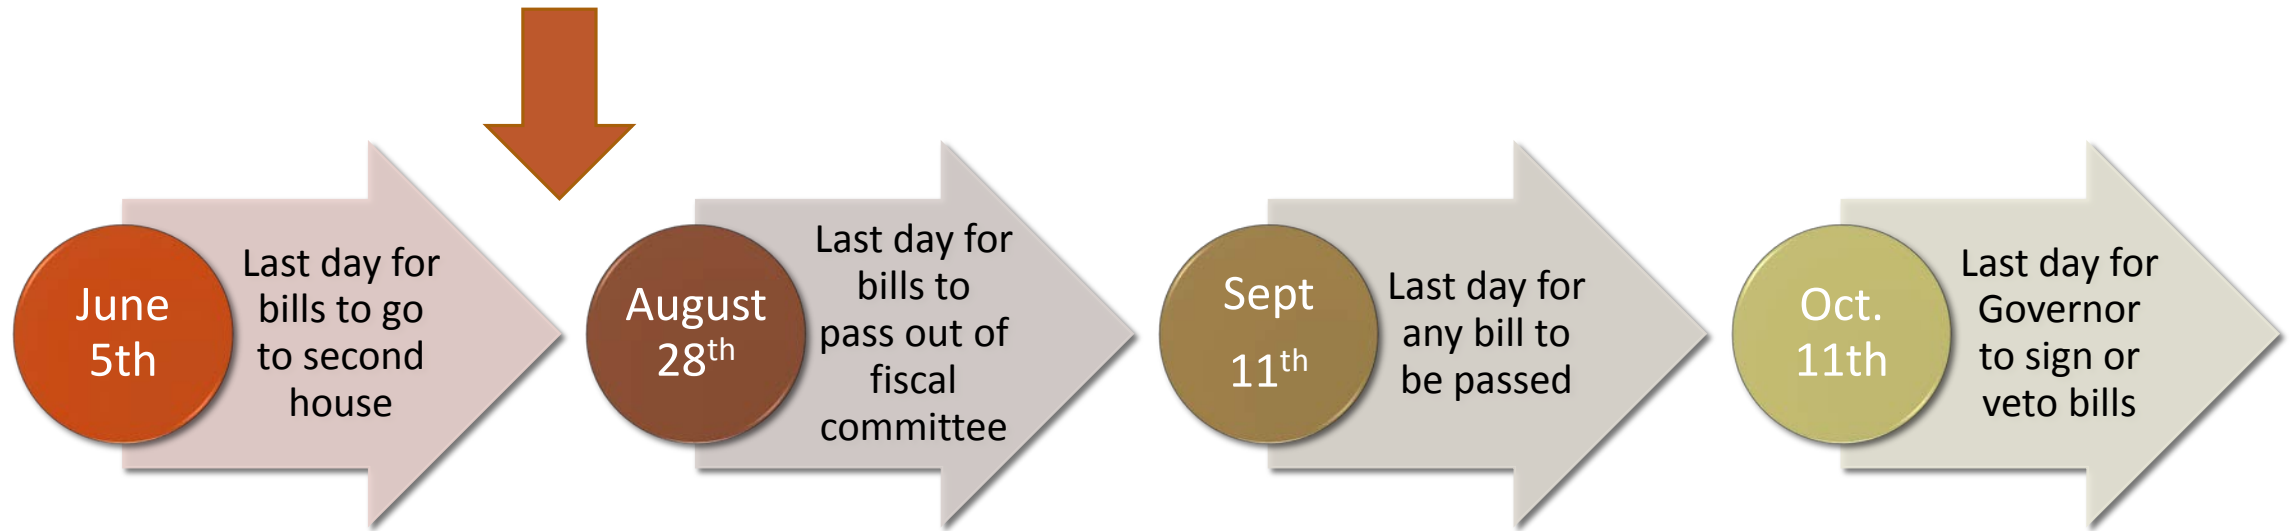 June
5th
Last day for
bills to go
to second
house
August
28th
Last day for
bills to
pass out of
fiscal
committee
Sept
11th
Last day for
any bill to
be passed
Oct.
11th
Last day for
Governor
to sign or
veto bills